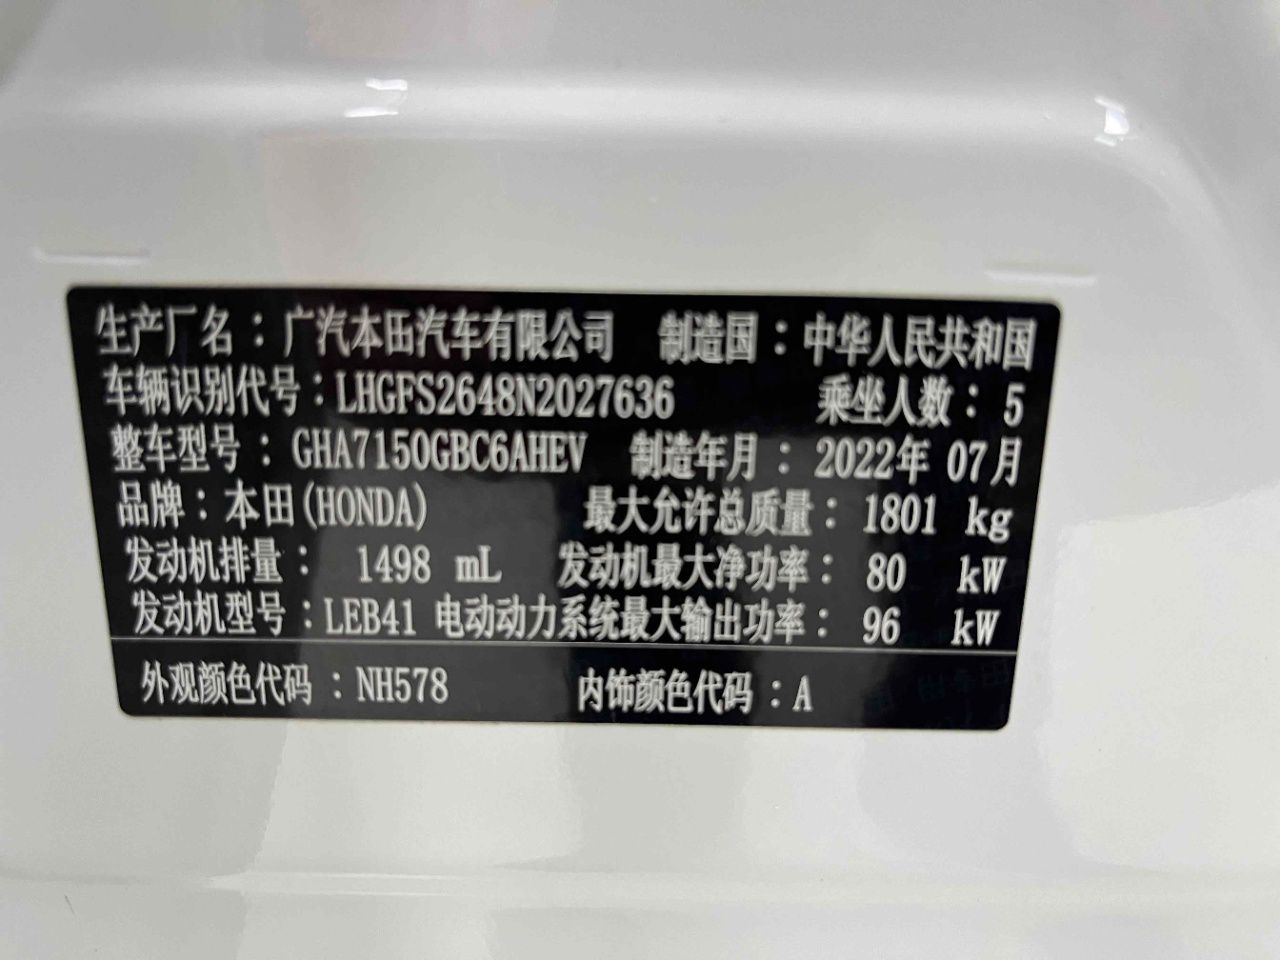 生产厂名：广汽本田汽车有限公司 制造国：中华人民共和国
车辆识别代号：LHGFS2648N2027636 乘坐人数：5
整车型号：GHA7150GBC6AHEV 制造年月：2022年07月
品牌：本田(HONDA) 最大允许总质量：1801 kg
发动机排量：1498 mL 发动机最大净功率：80 kW
发动机型号：LEB41 电动动力系统最大输出功率：96 kW
外观颜色代码：NH578 内饰颜色代码：A